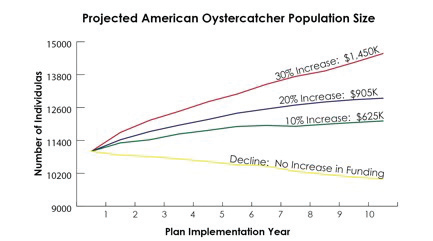 Projected American Oystercatcher Population Size
Number of Individulas
15000
13800
12600
11400
10200
9000
30% Increase: $1,450K
20% Increase: $905K
10% Increase: $625K
Decline: No Increase in Funding
1 2 3 4 5 6 7 8 9 10
Plan Implementation Year